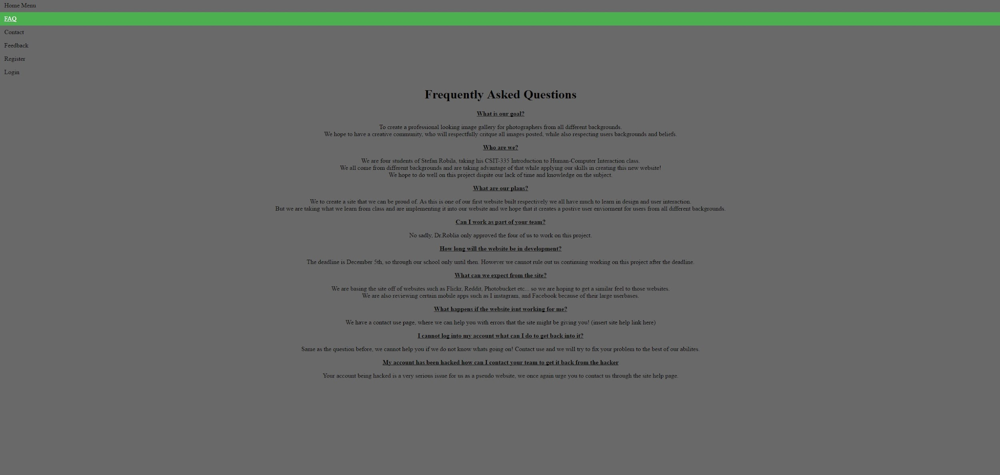 Home Menu
FAQ
Contact
Feedback
Register
Login
Frequently Asked Questions
What is our goal?
To create a professional looking image gallery for photographers from all different backgrounds.
We hope to have a creative community, who will respectfully critque all images posted, while also respecting users backgrounds and beliefs.
Who are we?
We are four students of Stefan Robila, taking his CSIT-335 Introduction to Human-Computer Interaction class.
We all come from different backgrounds and are taking advantage of that while applying our skills in creating this new website!
We hope to do well on this project dispite our lack of time and knowledge on the subject.
What are our plans?
We to create a site that we can be proud of. As this is one of our first website built respectively we all have much to learn in design and user interaction.
But we are taking what we learn from class and are implementing it into our website and we hope that it creates a postive user enviorment for users from all different backgrounds.
Can I work as part of your team?
No sadly, Dr.Roblia only approved the four of us to work on this project.
How long will the website be in development?
The deadline is December 5th, so through our school only until then. However we cannot rule out us continuing working on this project after the deadline.
What can we expect from the site?
We are basing the site off of websites such as Flickr, Reddit, Photobucket etc... so we are hoping to get a similar feel to those websites.
We are also reviewing certain mobile apps such as I instagram, and Facebook because of their large userbases.
What happens if the website isnt working for me?
We have a contact use page, where we can help you with errors that the site might be giving you! (insert site help link here)
I cannot log into my account what can I do to get back into it?
Same as the question before, we cannot help you if we do not know whats going on! Contact use and we will try to fix your problem to the best of our abilites.
My account has been hacked how can I contact your team to get it back from the hacker
Your account being hacked is a very serious issue for us as a pseudo website, we once again urge you to contact us through the site help page.